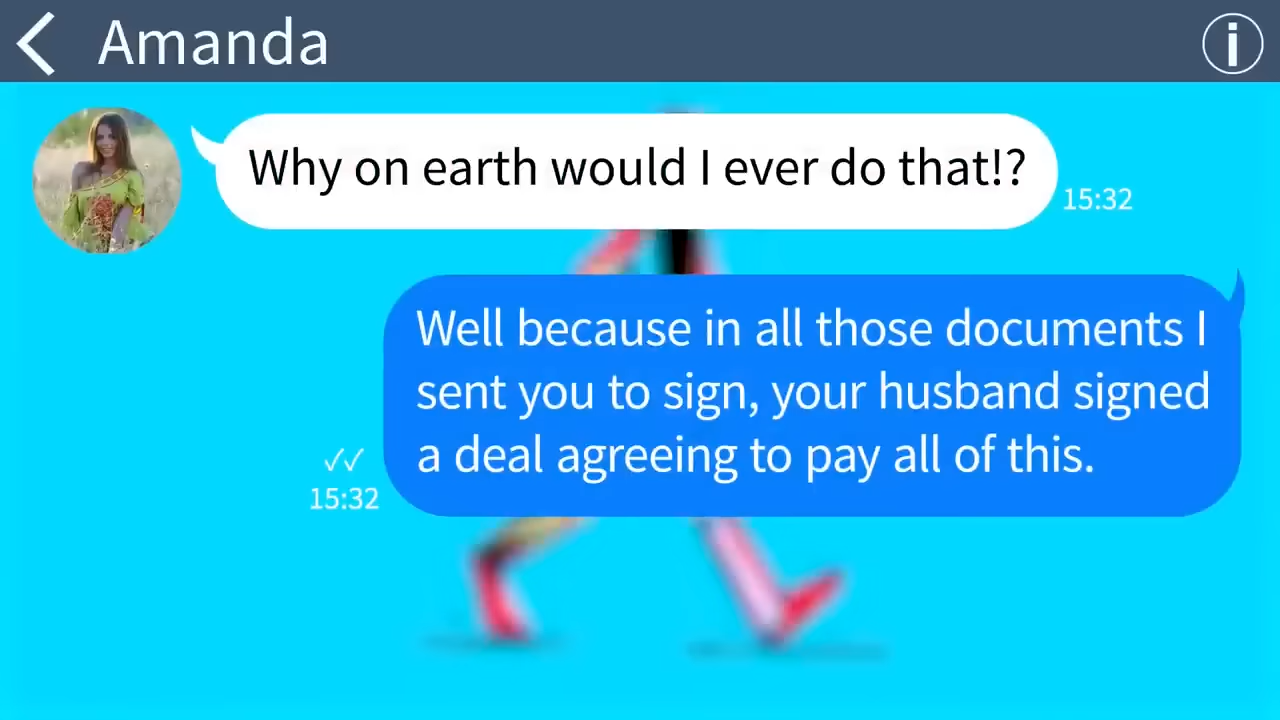 Amanda
Why on earth would I ever do that!?
15:32
Well because in all those documents I
sent you to sign, your husband signed
a deal agreeing to pay all of this.
✓✓
15:32